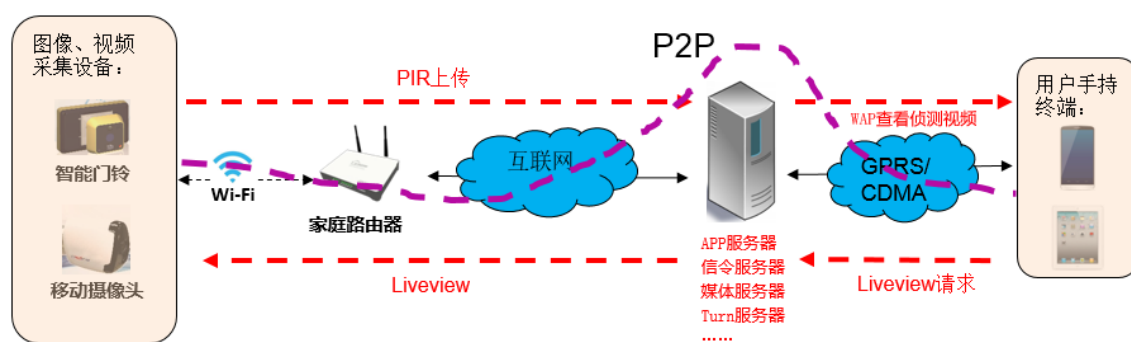 图像、视频
采集设备：
智能门铃
移动摄像头
PIR上传
Wi-Fi
家庭路由器
互联网
Liveview
P2P
APP服务器
信令服务器
媒体服务器
Turn服务器
……
WAP查看侦测视频
GPRS/
CDMA
Liveview请求
用户手持
终端：